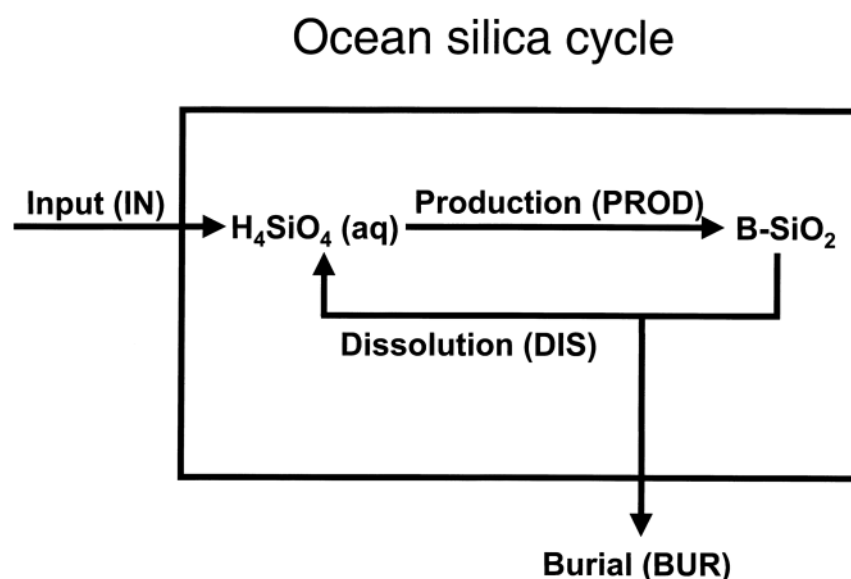 Ocean silica cycle
Input (IN)
H₄SiO₄ (aq)
Production (PROD)
B-SiO₂
Dissolution (DIS)
Burial (BUR)